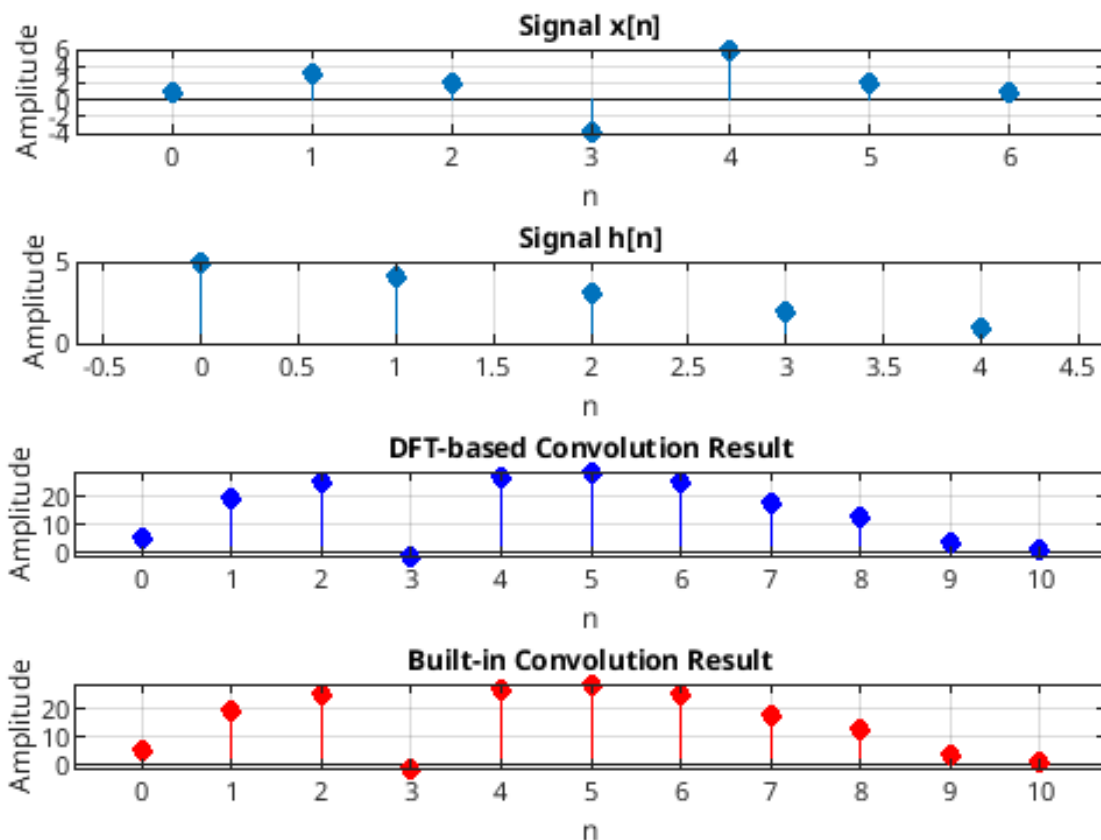 Signal x[n]
Amplitude
6
4
2
0
-2
-4
0 1 2 3 4 5 6
n
Signal h[n]
Amplitude
5
0
-0.5 0 0.5 1 1.5 2 2.5 3 3.5 4 4.5
n
DFT-based Convolution Result
Amplitude
20
10
0
0 1 2 3 4 5 6 7 8 9 10
n
Built-in Convolution Result
Amplitude
20
10
0
0 1 2 3 4 5 6 7 8 9 10
n